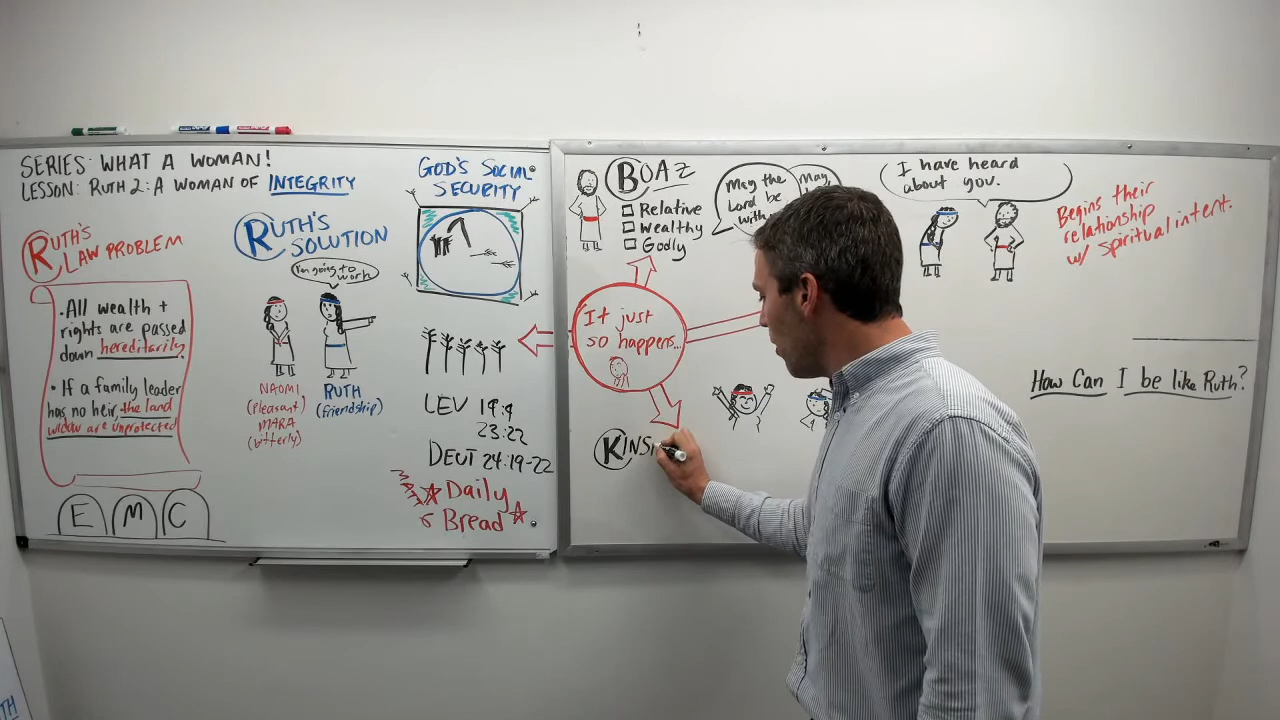 SERIES: WHAT A WOMAN!
LESSON: RUTH 2: A WOMAN OF INTEGRITY
RUTH'S
LAW PROBLEM
• All wealth +
rights are passed
down hereditarily.
• If a family leader
has no heir, the land
widow are unprotected
E M C
RUTH'S
SOLUTION
I'm going to
work
NAOMI
(pleasant)
MARA
(bitterly)
RUTH
(friendship)
GOD'S SOCIAL
SECURITY
LEV 19:9
23:22
DEUT 24:19-22
Daily
Bread
BOAZ
Relative
Wealthy
Godly
May the
Lord be
with
May
It just
so happens...
KINS
I have heard
about you.
Begins their
relationship
w/ spiritual intent.
How Can I be like Ruth?